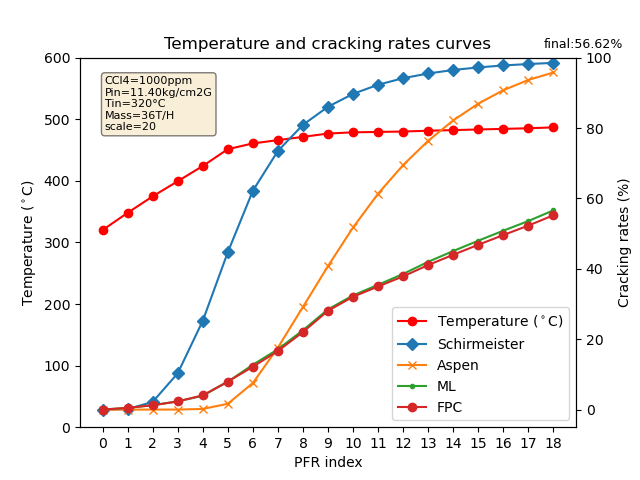 Temperature and cracking rates curves
final:56.62%
CCl4=1000ppm
Pin=11.40kg/cm2G
Tin=320°C
Mass=36T/H
scale=20
Temperature (°C)
600
500
400
300
200
100
0
100
80
60
40
20
0
Cracking rates (%)
Temperature (°C)
Schirmeister
Aspen
ML
FPC
0 1 2 3 4 5 6 7 8 9 10 11 12 13 14 15 16 17 18
PFR index